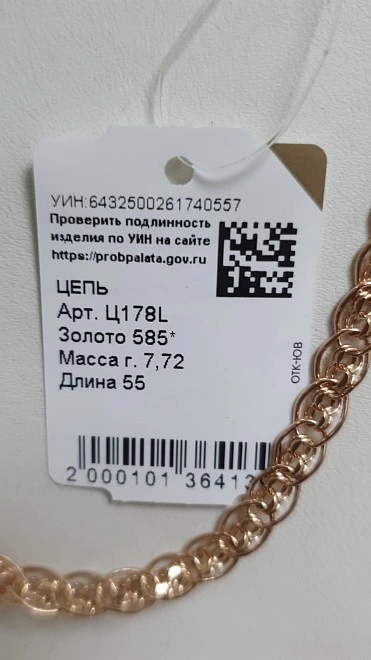 УИН:6432500261740557
Проверить подлинность
изделия по УИН на сайте
https://probpalata.gov.ru
ЦЕПЬ
Арт. Ц178L
Золото 585*
Масса г. 7,72
Длина 55
ОТК-ЮВ
2 000101 36413